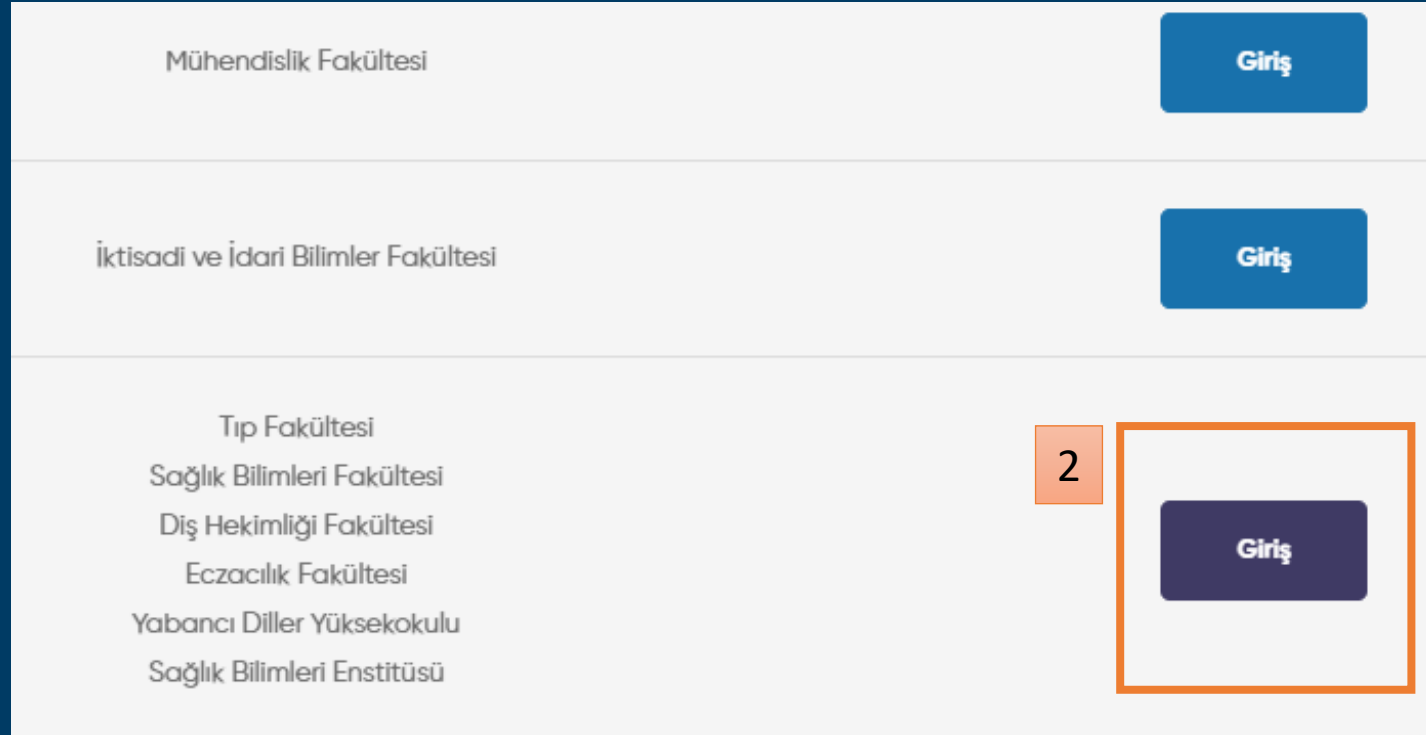 Mühendislik Fakültesi
Giriş
İktisadi ve İdari Bilimler Fakültesi
Giriş
Tıp Fakültesi
Sağlık Bilimleri Fakültesi
Diş Hekimliği Fakültesi
Eczacılık Fakültesi
Yabancı Diller Yüksekokulu
Sağlık Bilimleri Enstitüsü
2
Giriş